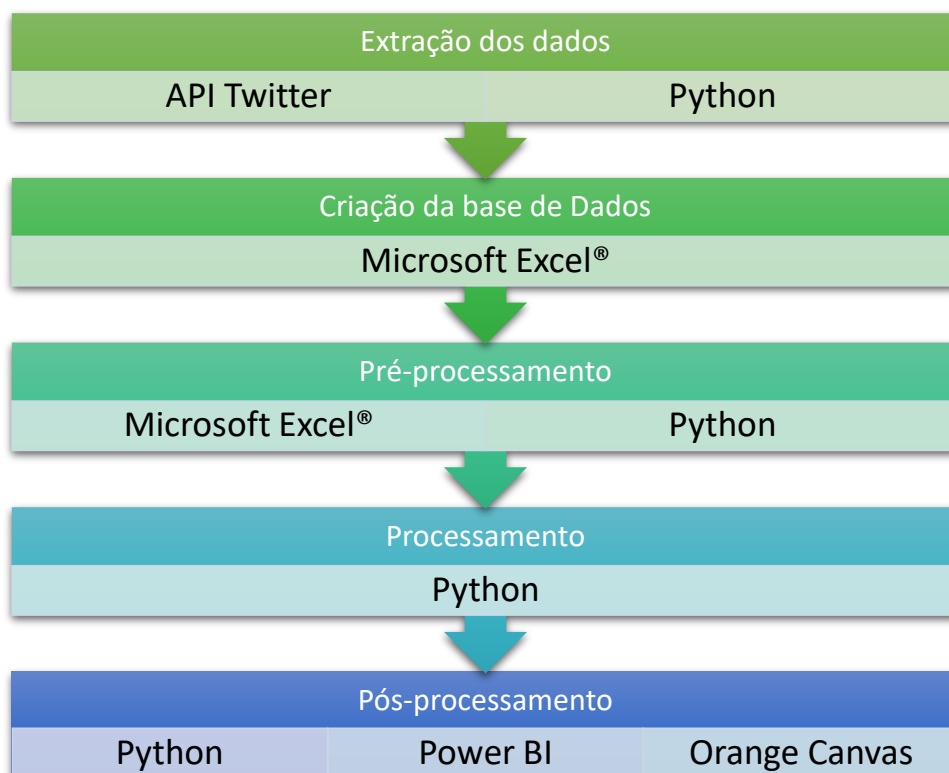 Extração dos dados
API Twitter Python
Criação da base de Dados
Microsoft Excel®
Pré-processamento
Microsoft Excel® Python
Processamento
Python
Pós-processamento
Python Power BI Orange Canvas